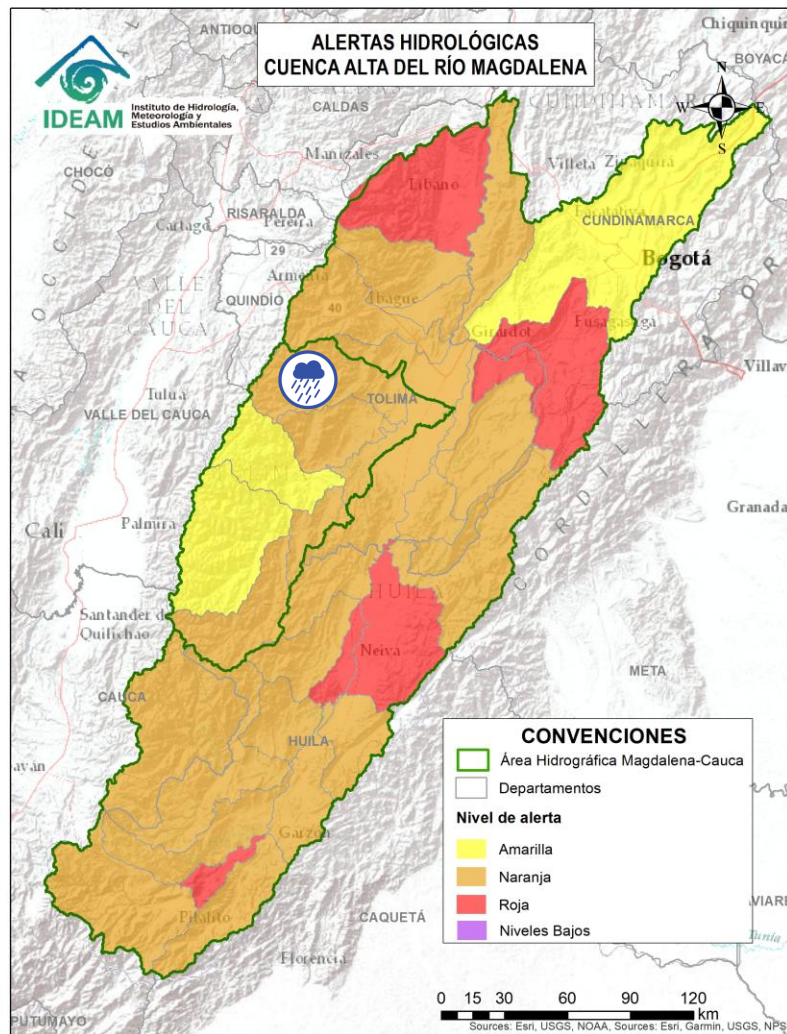 ALERTAS HIDROLÓGICAS
CUENCA ALTA DEL RÍO MAGDALENA
IDEAM
Instituto de Hidrología,
Meteorología y
Estudios Ambientales
N
W
E
S
Chiquinquir
ANTIOQU
BOYACÁ
CALDAS
Manizales
Líbano
Villeta
CHOCÓ
RISARALDA
Cartago
Pereira
CUNDINAMARCA
Bogotá
29
Armenia
QUINDÍO
40
Ibagué
Girardot
Fusagasugá
VALLE
DEL
CAUCA
Villav
Tuluá
VALLE DEL CAUCA
TOLIMA
CORDILLERA
Granada
Cali
Palmira
HUILA
Santander de
Quilichao
Neiva
META
CAUCA
HUILA
Garzón
Pitalito
CAQUETÁ
Florencia
PUTUMAYO
VIARE
Tunía
CONVENCIONES
Área Hidrográfica Magdalena-Cauca
Departamentos
Nivel de alerta
Amarilla
Naranja
Roja
Niveles Bajos
0 15 30 60 90 120
km
Sources: Esri, USGS, NOAA, Sources: Esri, Garmin, USGS, NPS